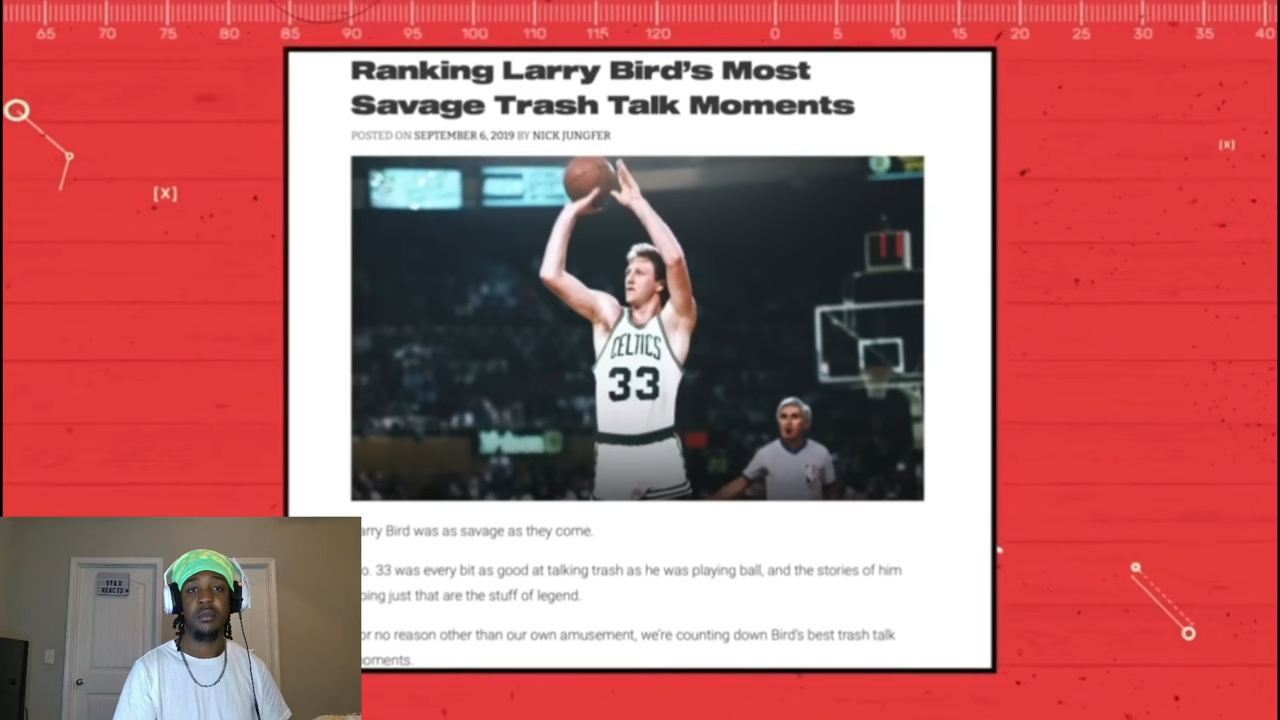 65 70 75 80 85 90 95 100 110 115 120 0 5 10 15 20 25 30 35 40
Ranking Larry Bird's Most
Savage Trash Talk Moments
POSTED ON SEPTEMBER 6, 2019 BY NICK JUNGFER
[X]
[X]
CELTICS
33
arry Bird was as savage as they come.
o. 33 was every bit as good at talking trash as he was playing ball, and the stories of him
oing just that are the stuff of legend.
or no reason other than our own amusement, we're counting down Bird's best trash talk
oments.
STAX
REACTS